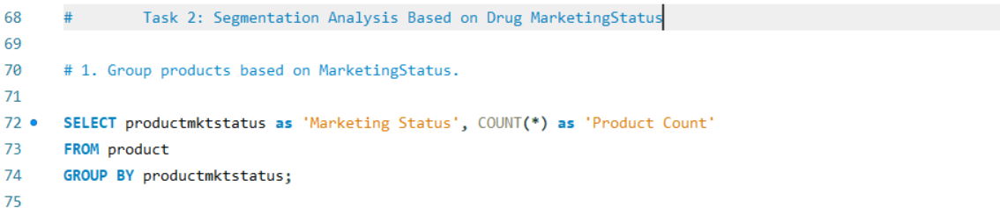 68 # Task 2: Segmentation Analysis Based on Drug MarketingStatus
69
70 # 1. Group products based on MarketingStatus.
71
72 SELECT productmktstatus as 'Marketing Status', COUNT(*) as 'Product Count'
73 FROM product
74 GROUP BY productmktstatus;
75